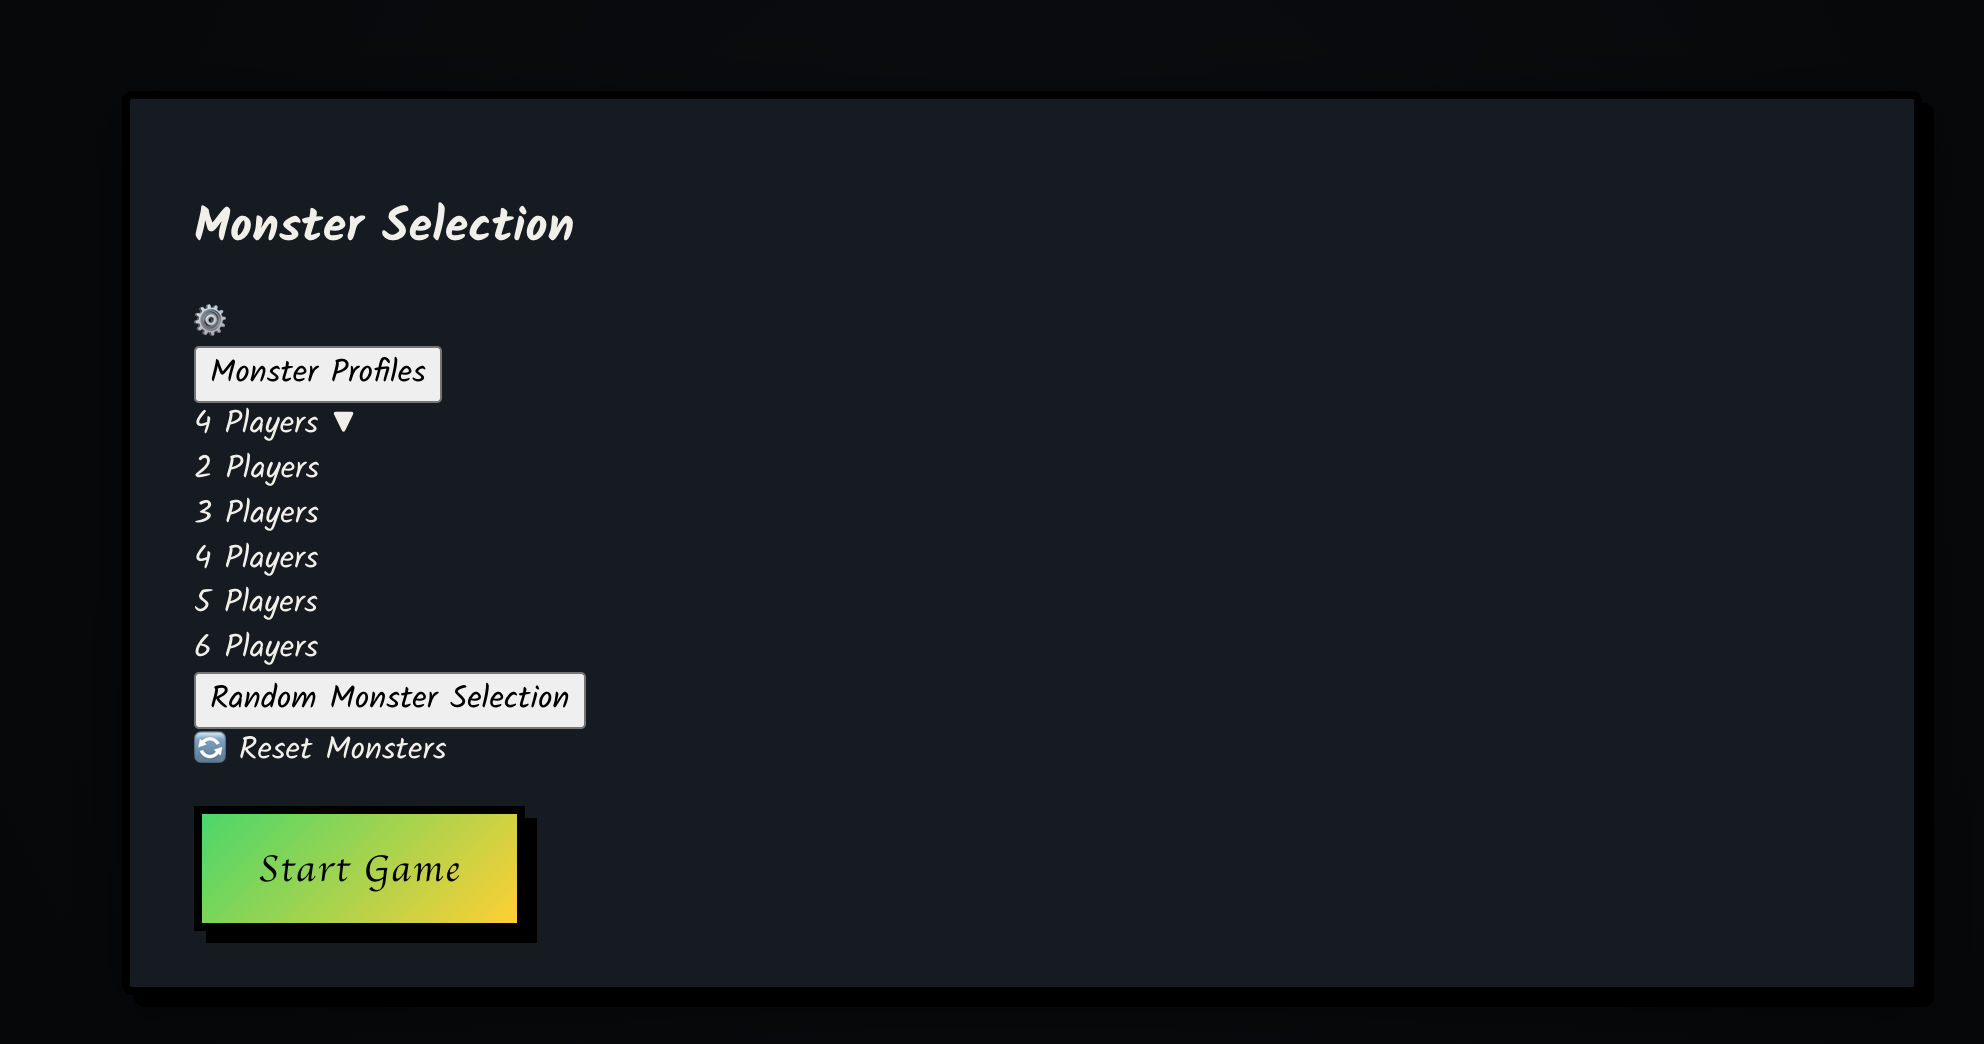 Monster Selection
Monster Profiles
4 Players ▼
2 Players
3 Players
4 Players
5 Players
6 Players
Random Monster Selection
Reset Monsters
Start Game